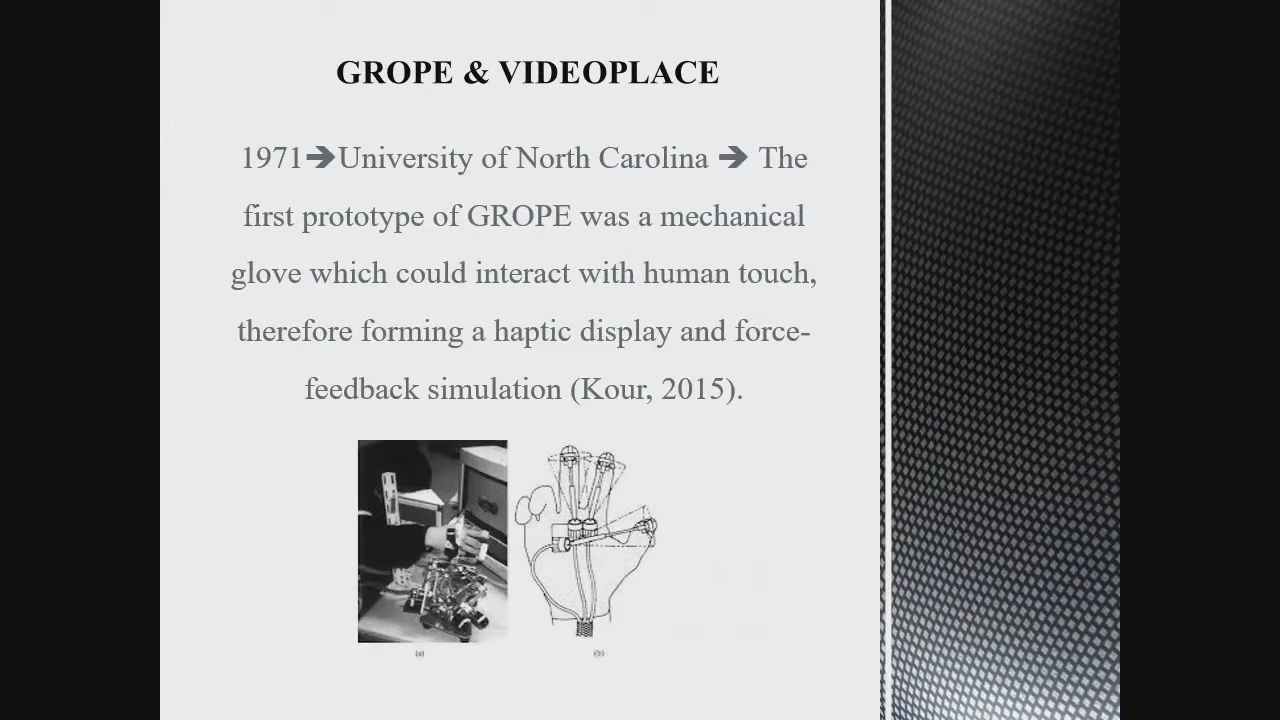 GROPE & VIDEOPLACE
1971➔University of North Carolina ➔ The
first prototype of GROPE was a mechanical
glove which could interact with human touch,
therefore forming a haptic display and force-
feedback simulation (Kour, 2015).
(a) (b)